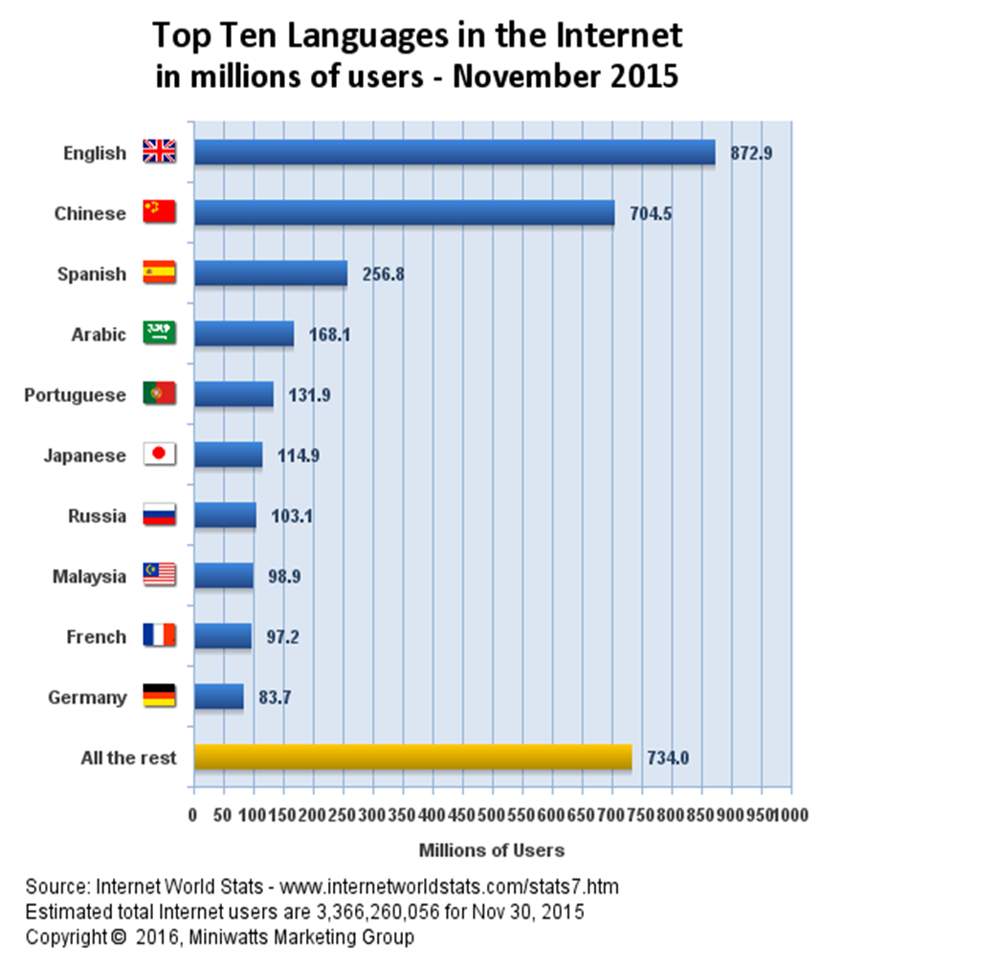 Top Ten Languages in the Internet
in millions of users - November 2015
English 872.9
Chinese 704.5
Spanish 256.8
Arabic 168.1
Portuguese 131.9
Japanese 114.9
Russia 103.1
Malaysia 98.9
French 97.2
Germany 83.7
All the rest 734.0
0 50 100 150 200 250 300 350 400 450 500 550 600 650 700 750 800 850 900 950 1000
Millions of Users
Source: Internet World Stats - www.internetworldstats.com/stats7.htm
Estimated total Internet users are 3,366,260,056 for Nov 30, 2015
Copyright © 2016, Miniwatts Marketing Group